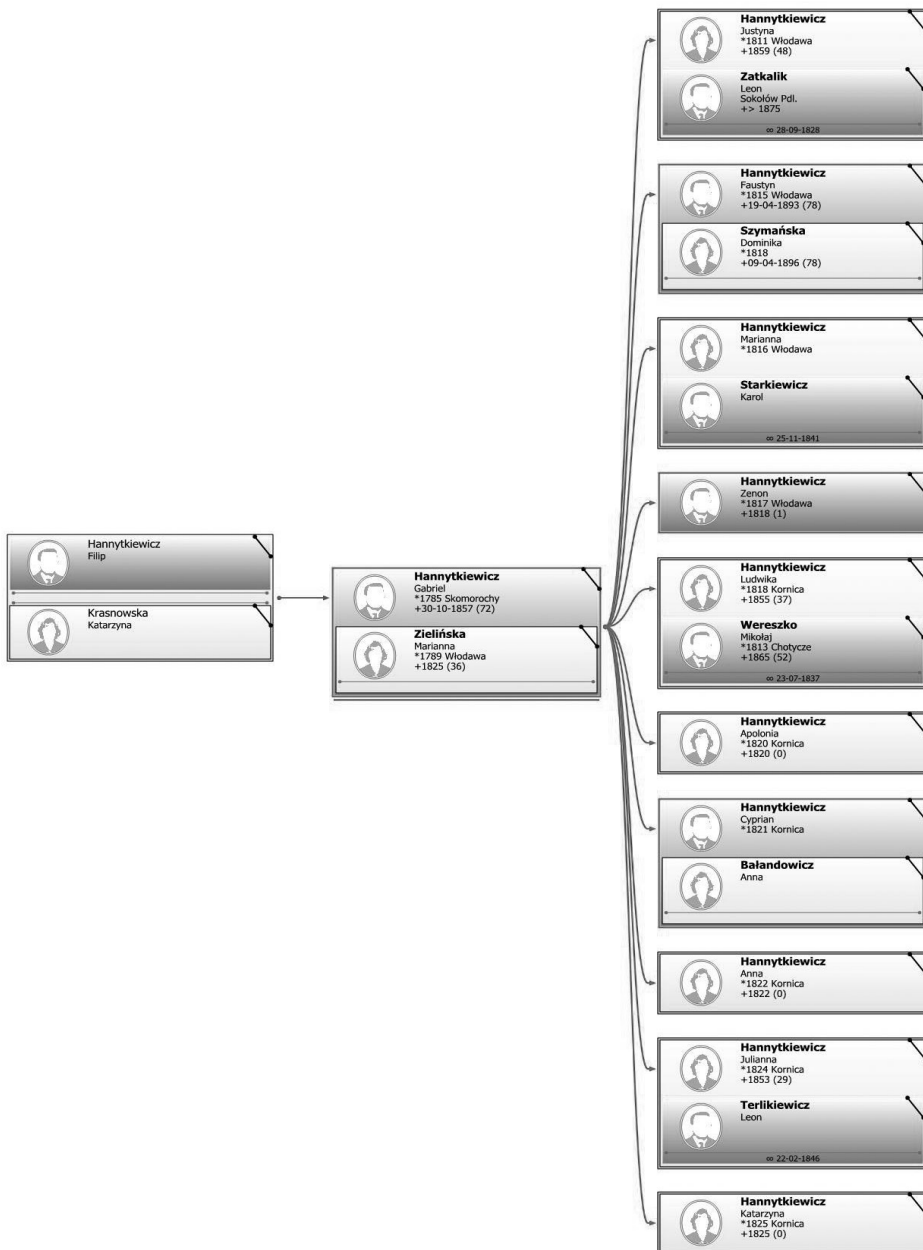 Hannytkiewicz
Filip
Krasnowska
Katarzyna
Hannytkiewicz
Gabriel
*1785 Skomorochy
+30-10-1857 (72)
Zielińska
Marianna
*1789 Włodawa
+1825 (36)
Hannytkiewicz
Justyna
*1811 Włodawa
+1859 (48)
Zatkalik
Leon
Sokołów Pdl.
+> 1875
∞ 28-09-1828
Hannytkiewicz
Faustyn
*1815 Włodawa
+19-04-1893 (78)
Szymańska
Dominika
*1818
+09-04-1896 (78)
Hannytkiewicz
Marianna
*1816 Włodawa
Starkiewicz
Karol
∞ 25-11-1841
Hannytkiewicz
Zenon
*1817 Włodawa
+1818 (1)
Hannytkiewicz
Ludwika
*1818 Kornica
+1855 (37)
Wereszko
Mikołaj
*1813 Chotycze
+1865 (52)
∞ 23-07-1837
Hannytkiewicz
Apolonia
*1820 Kornica
+1820 (0)
Hannytkiewicz
Cyprian
*1821 Kornica
Bałandowicz
Anna
Hannytkiewicz
Anna
*1822 Kornica
+1822 (0)
Hannytkiewicz
Julianna
*1824 Kornica
+1853 (29)
Terlikiewicz
Leon
∞ 22-02-1846
Hannytkiewicz
Katarzyna
*1825 Kornica
+1825 (0)